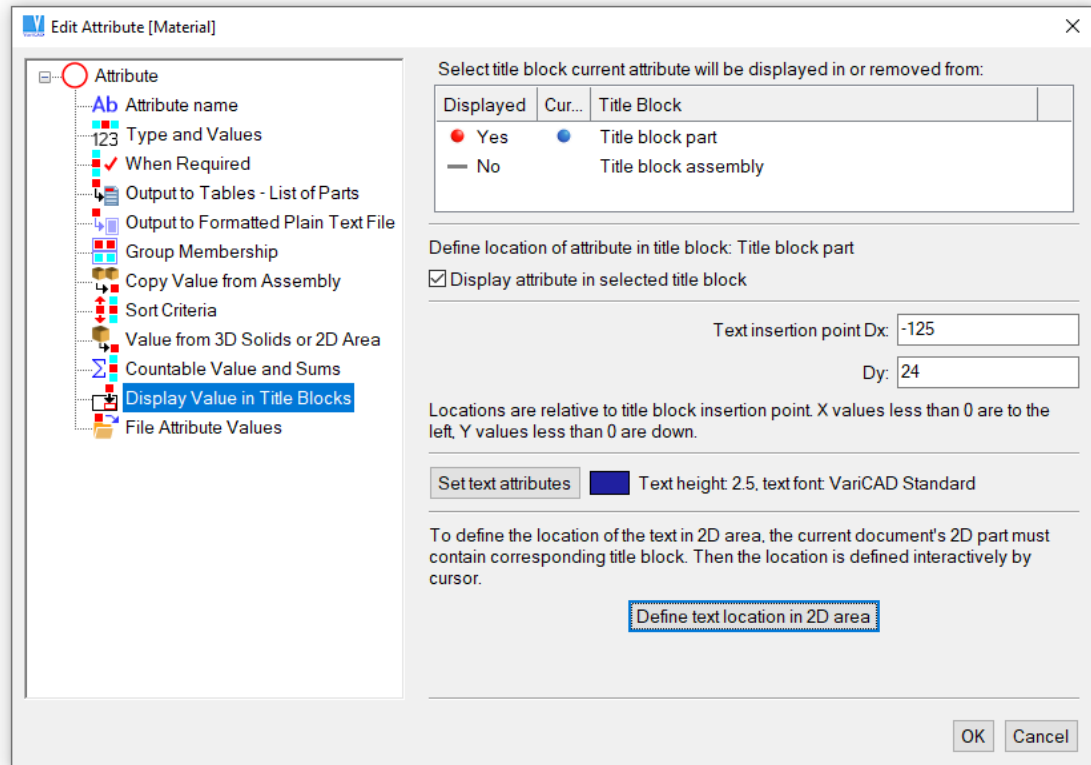 Edit Attribute [Material]
Attribute
Ab Attribute name
123 Type and Values
When Required
Output to Tables - List of Parts
Output to Formatted Plain Text File
Group Membership
Copy Value from Assembly
Sort Criteria
Value from 3D Solids or 2D Area
Σ Countable Value and Sums
Display Value in Title Blocks
File Attribute Values
Select title block current attribute will be displayed in or removed from:
Displayed Cur... Title Block
Yes Title block part
No Title block assembly
Define location of attribute in title block: Title block part
Display attribute in selected title block
Text insertion point Dx: -125
Dy: 24
Locations are relative to title block insertion point. X values less than 0 are to the
left, Y values less than 0 are down.
Set text attributes Text height: 2.5, text font: VariCAD Standard
To define the location of the text in 2D area, the current document's 2D part must
contain corresponding title block. Then the location is defined interactively by
cursor.
Define text location in 2D area
OK Cancel